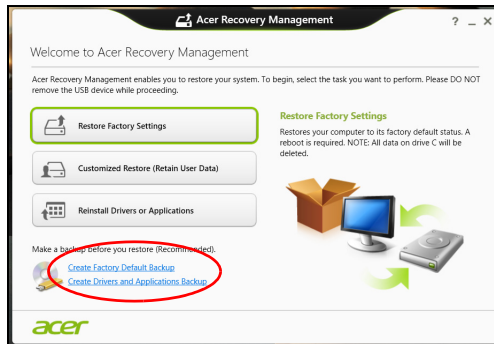 Acer Recovery Management
? _ X
Welcome to Acer Recovery Management
Acer Recovery Management enables you to restore your system. To begin, select the task you want to perform. Please DO NOT
remove the USB device while proceeding.
Restore Factory Settings
Customized Restore (Retain User Data)
Reinstall Drivers or Applications
Restore Factory Settings
Restores your computer to its factory default status. A
reboot is required. NOTE: All data on drive C will be
deleted.
Make a backup before you restore (Recommended).
Create Factory Default Backup
Create Drivers and Applications Backup
acer